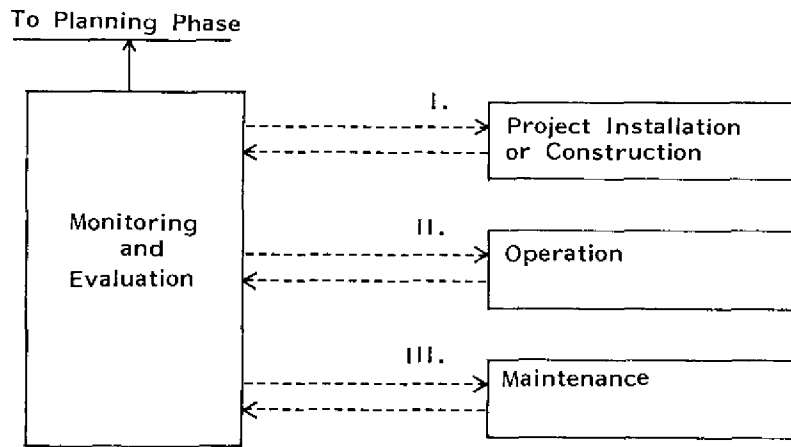 To Planning Phase
I.
Project Installation
or Construction
Monitoring
and
Evaluation
II.
Operation
III.
Maintenance